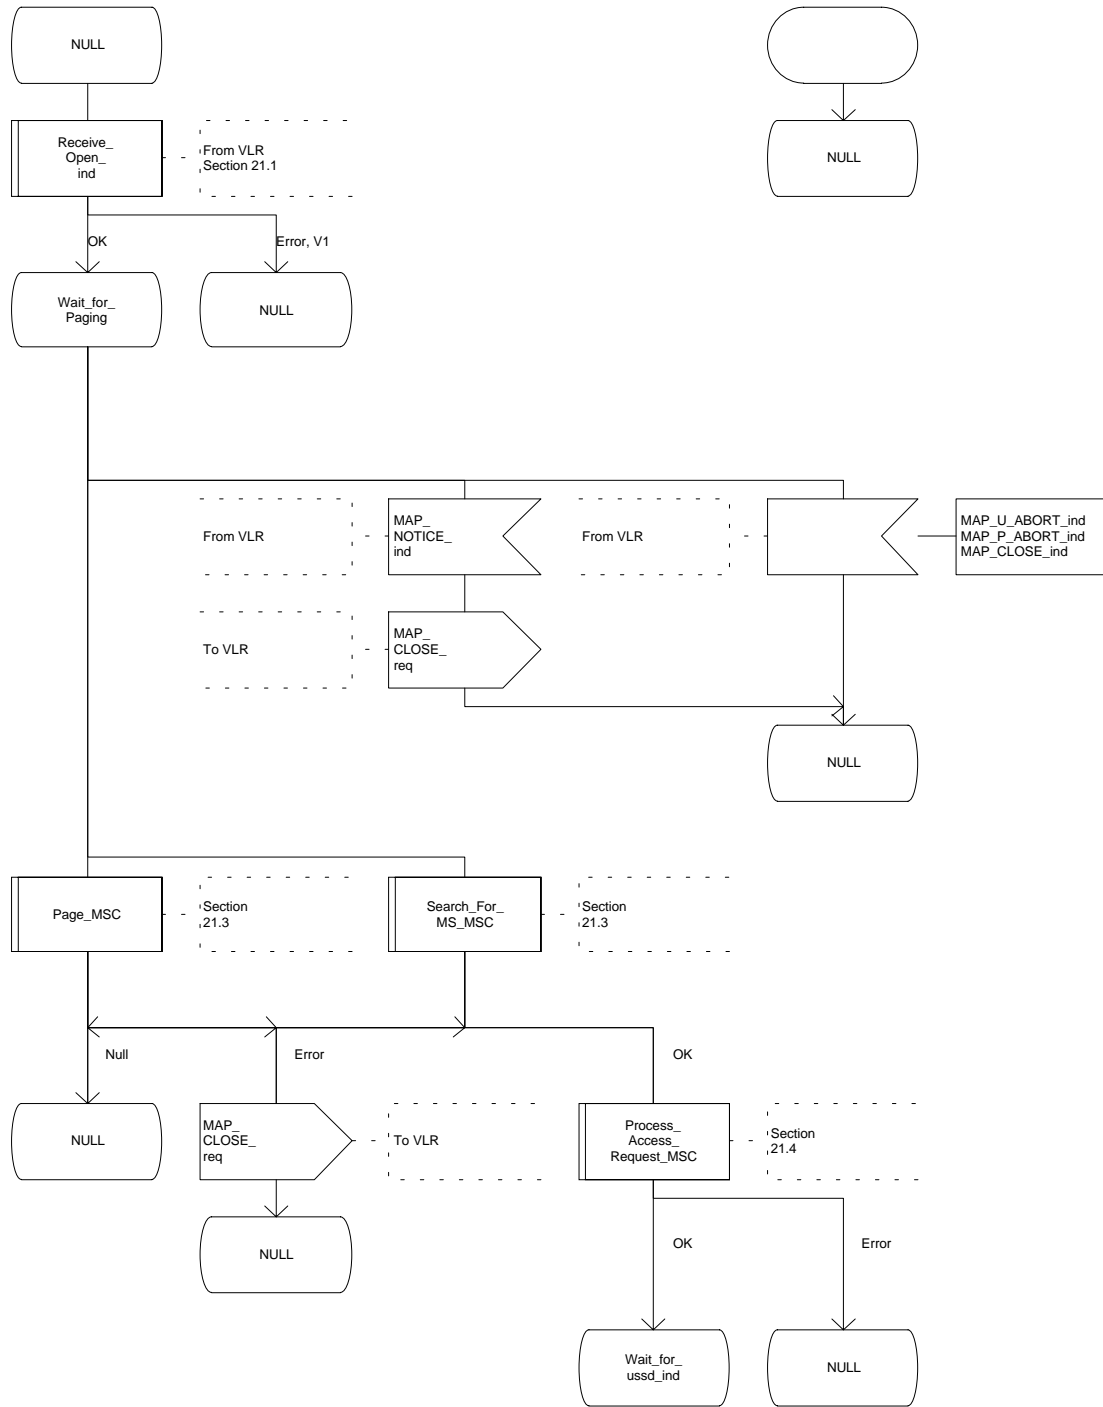 NULL
Receive_
Open_
ind
From VLR
Section 21.1
NULL
OK
Error, V1
Wait_for_
Paging
NULL
From VLR
MAP_
NOTICE_
ind
From VLR
MAP_U_ABORT_ind
MAP_P_ABORT_ind
MAP_CLOSE_ind
To VLR
MAP_
CLOSE_
req
NULL
Page_MSC
Section
21.3
Search_For_
MS_MSC
Section
21.3
Null
Error
OK
NULL
MAP_
CLOSE_
req
To VLR
Process_
Access_
Request_MSC
Section
21.4
NULL
OK
Error
Wait_for_
ussd_ind
NULL